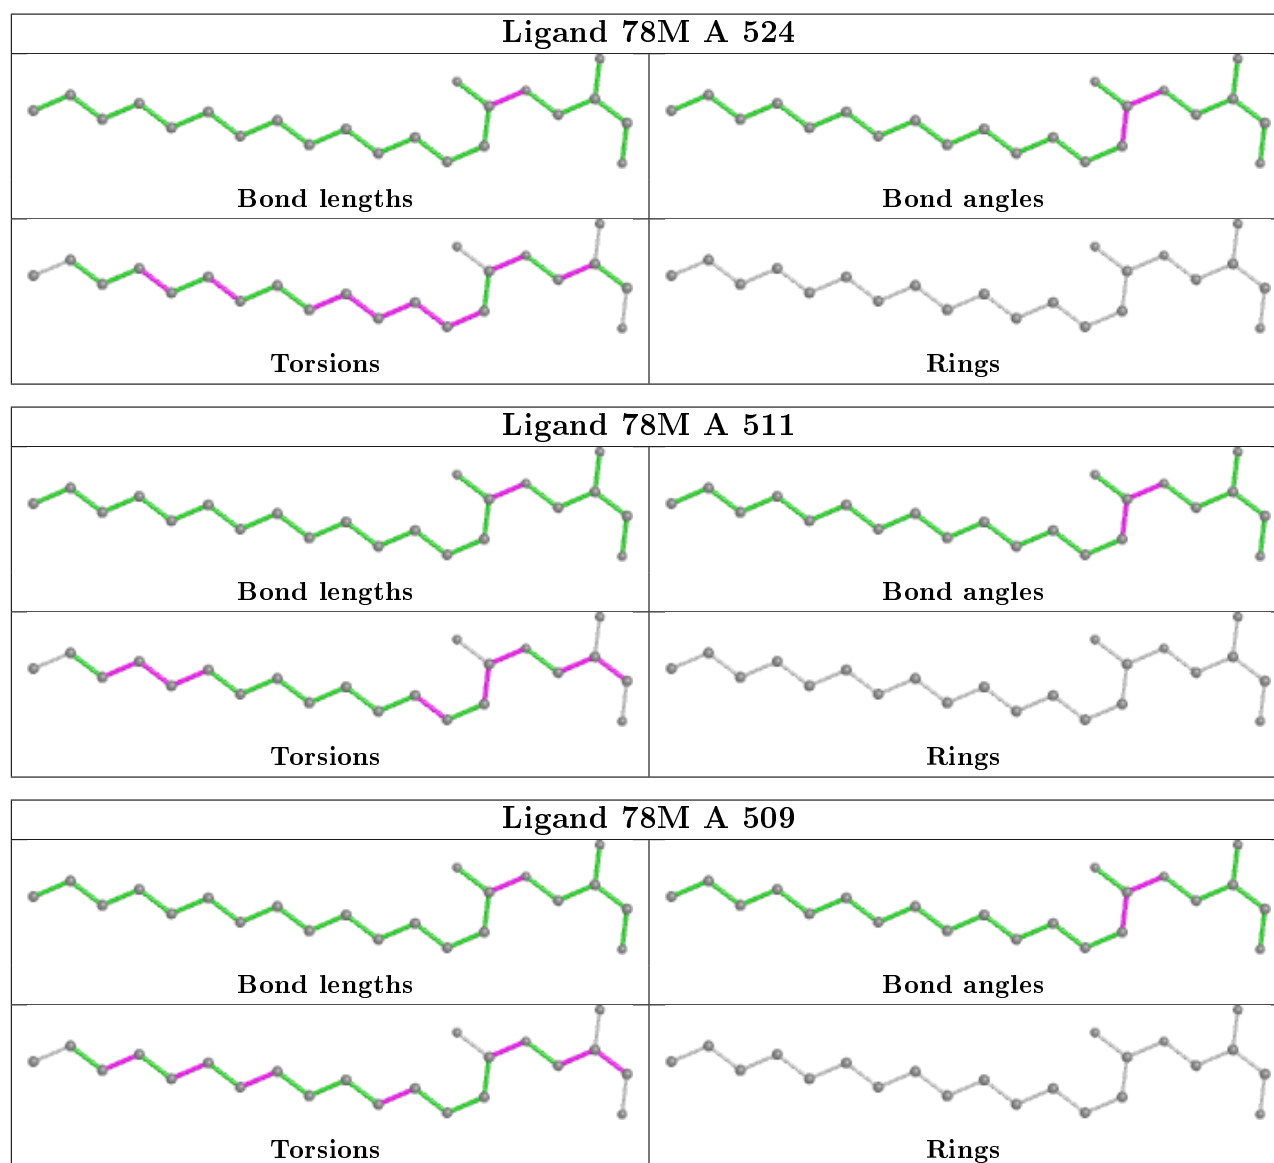 Ligand 78M A 524
Bond lengths
Bond angles
Torsions
Rings
Ligand 78M A 511
Bond lengths
Bond angles
Torsions
Rings
Ligand 78M A 509
Bond lengths
Bond angles
Torsions
Rings